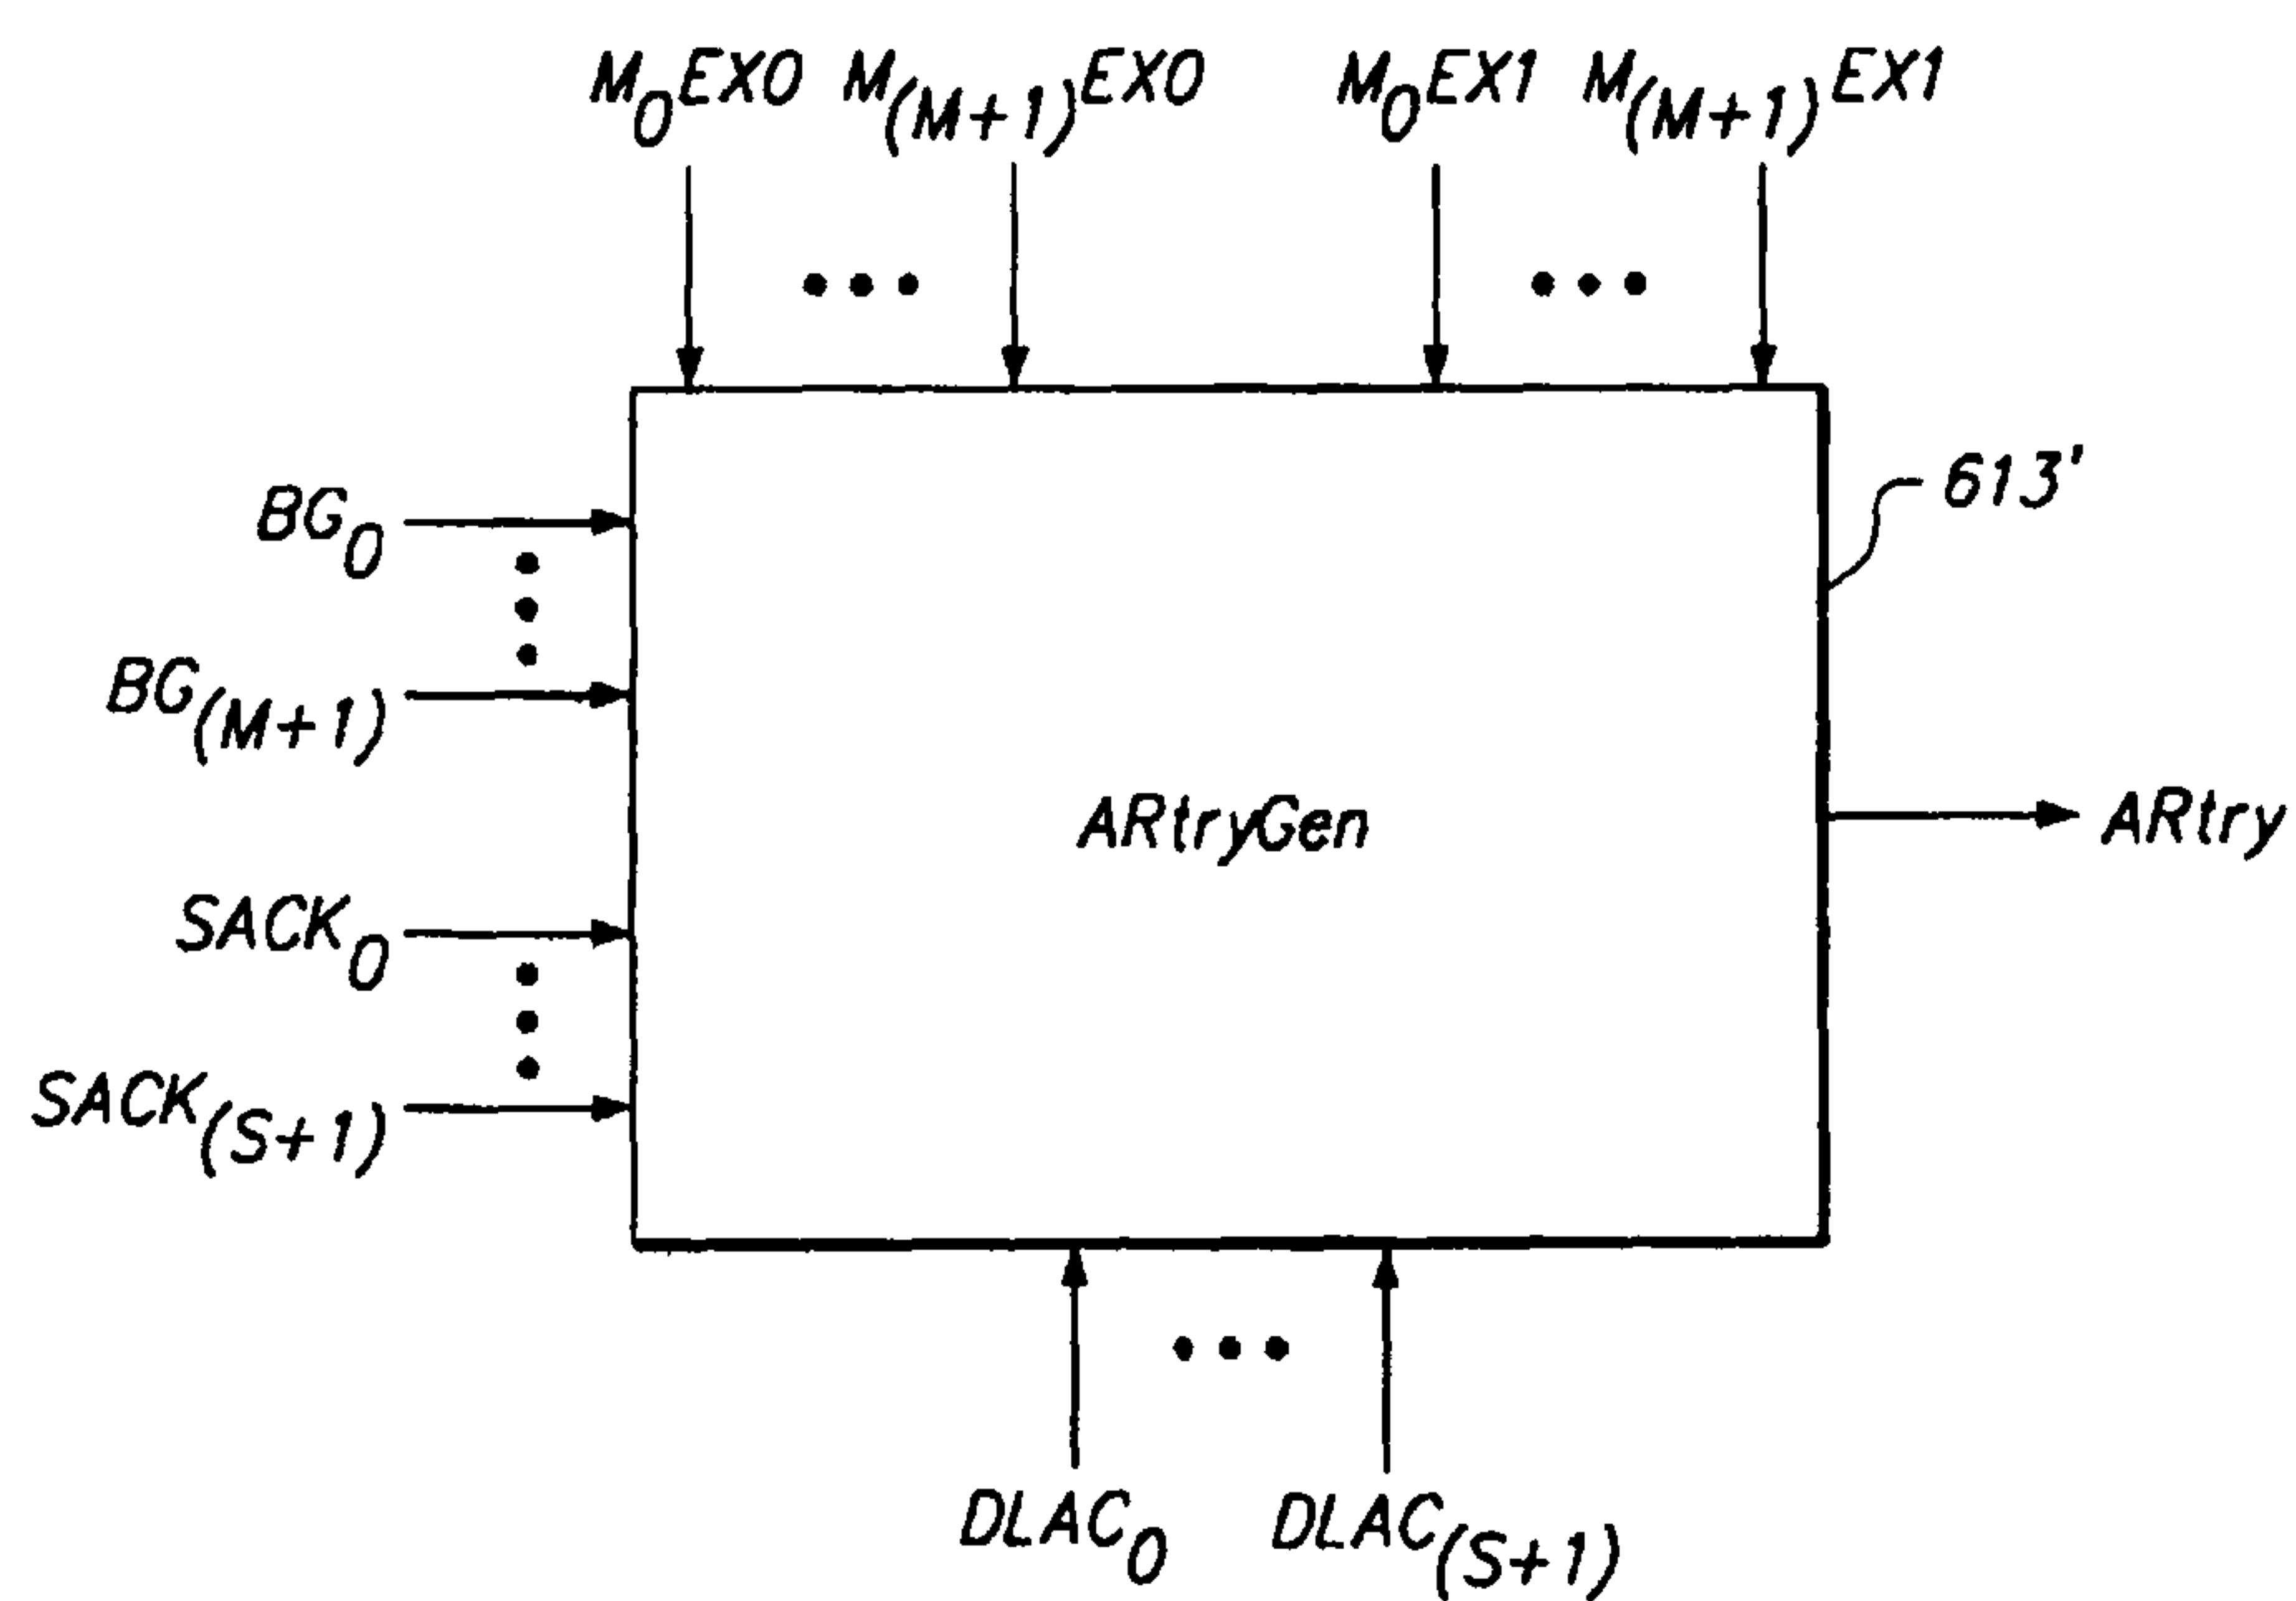 M₀EX0 M₍M+1₎EX0 M₀EX1 M₍M+1₎EX1
613'
BG₀
BG₍M+1₎
ARtryGen
ARtry
SACK₀
SACK₍S+1₎
DLAC₀ DLAC₍S+1₎